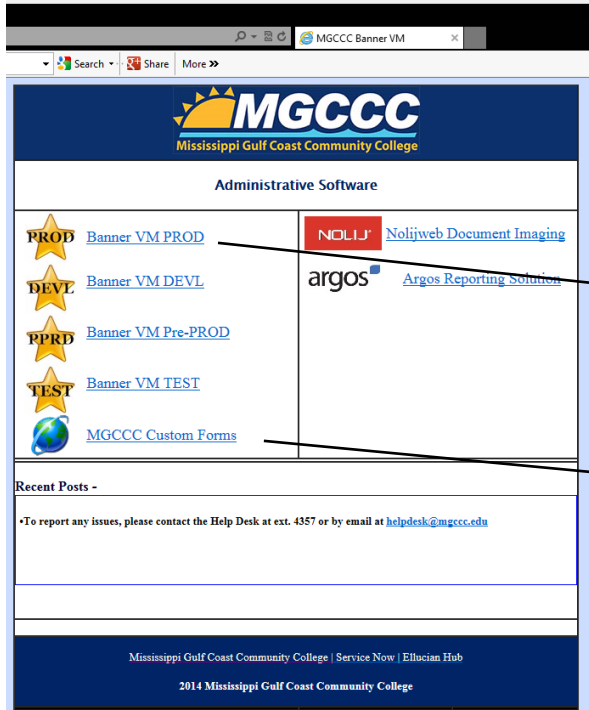 MGCCC Banner VM
Search
Share
More »
MGCCC
Mississippi Gulf Coast Community College
Administrative Software
PROD Banner VM PROD
DEVL Banner VM DEVL
PPRD Banner VM Pre-PROD
TEST Banner VM TEST
MGCCC Custom Forms
NOLIJ Nolijweb Document Imaging
argos Argos Reporting Solution
Recent Posts -
•To report any issues, please contact the Help Desk at ext. 4357 or by email at helpdesk@mgccc.edu
Mississippi Gulf Coast Community College | Service Now | Ellucian Hub
2014 Mississippi Gulf Coast Community College